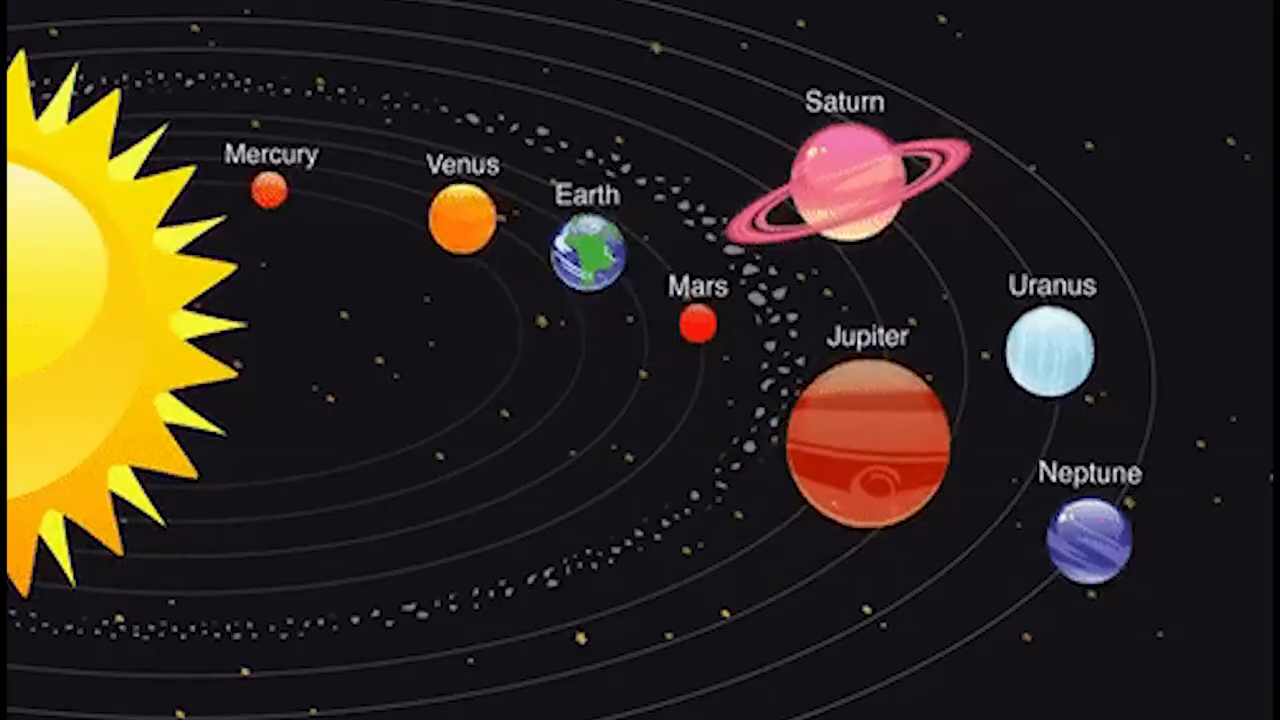 Saturn
Mercury
Venus
Earth
Mars
Uranus
Jupiter
Neptune